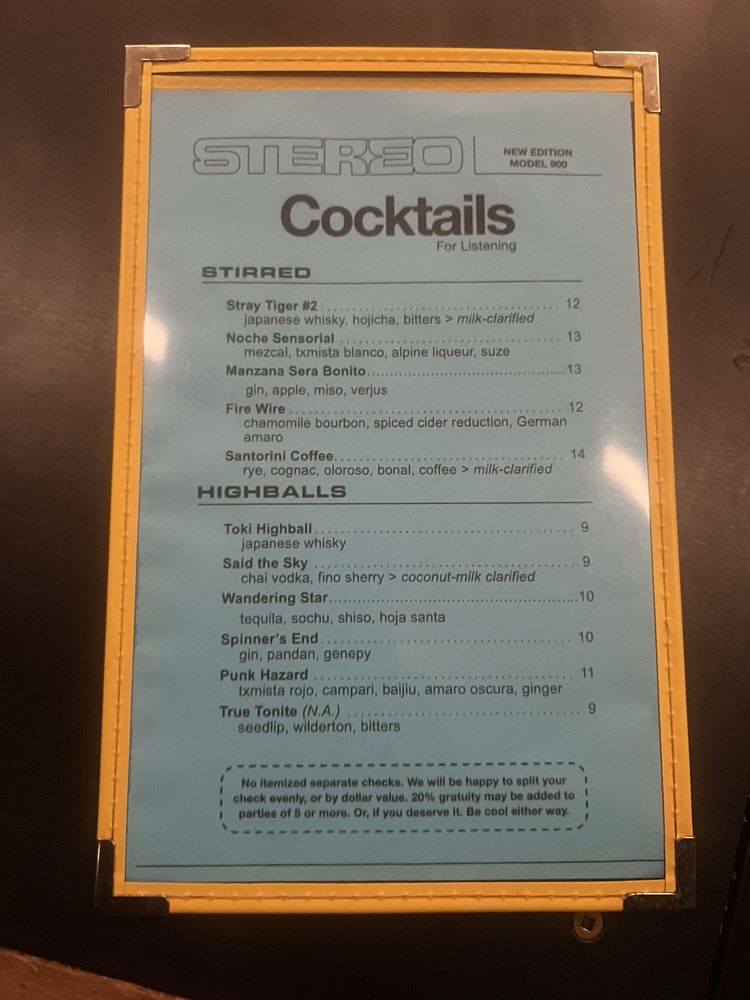 STEREO
NEW EDITION
MODEL 900
Cocktails
For Listening
STIRRED
Stray Tiger #2 . . . . . . . . . . . . . . . . . . . . . . . . . . . . . . 12
japanese whisky, hojicha, bitters > milk-clarified
Noche Sensorial . . . . . . . . . . . . . . . . . . . . . . . . . . . . 13
mezcal, txmista blanco, alpine liqueur, suze
Manzana Sera Bonito..............................................13
gin, apple, miso, verjus
Fire Wire . . . . . . . . . . . . . . . . . . . . . . . . . . . . . . . . . . 12
chamomile bourbon, spiced cider reduction, German
amaro
Santorini Coffee. . . . . . . . . . . . . . . . . . . . . . . . . . . . . 14
rye, cognac, oloroso, bonal, coffee > milk-clarified
HIGHBALLS
Toki Highball . . . . . . . . . . . . . . . . . . . . . . . . . . . . . . . . 9
japanese whisky
Said the Sky . . . . . . . . . . . . . . . . . . . . . . . . . . . . . . . . 9
chai vodka, fino sherry > coconut-milk clarified
Wandering Star.......................................................10
tequila, sochu, shiso, hoja santa
Spinner's End. . . . . . . . . . . . . . . . . . . . . . . . . . . . . . . 10
gin, pandan, genepy
Punk Hazard . . . . . . . . . . . . . . . . . . . . . . . . . . . . . . . . 11
txmista rojo, campari, baijiu, amaro oscura, ginger
True Tonite (N.A.) . . . . . . . . . . . . . . . . . . . . . . . . . . . . 9
seedlip, wilderton, bitters
No itemized separate checks. We will be happy to split your
check evenly, or by dollar value. 20% gratuity may be added to
parties of 5 or more. Or, if you deserve it. Be cool either way.